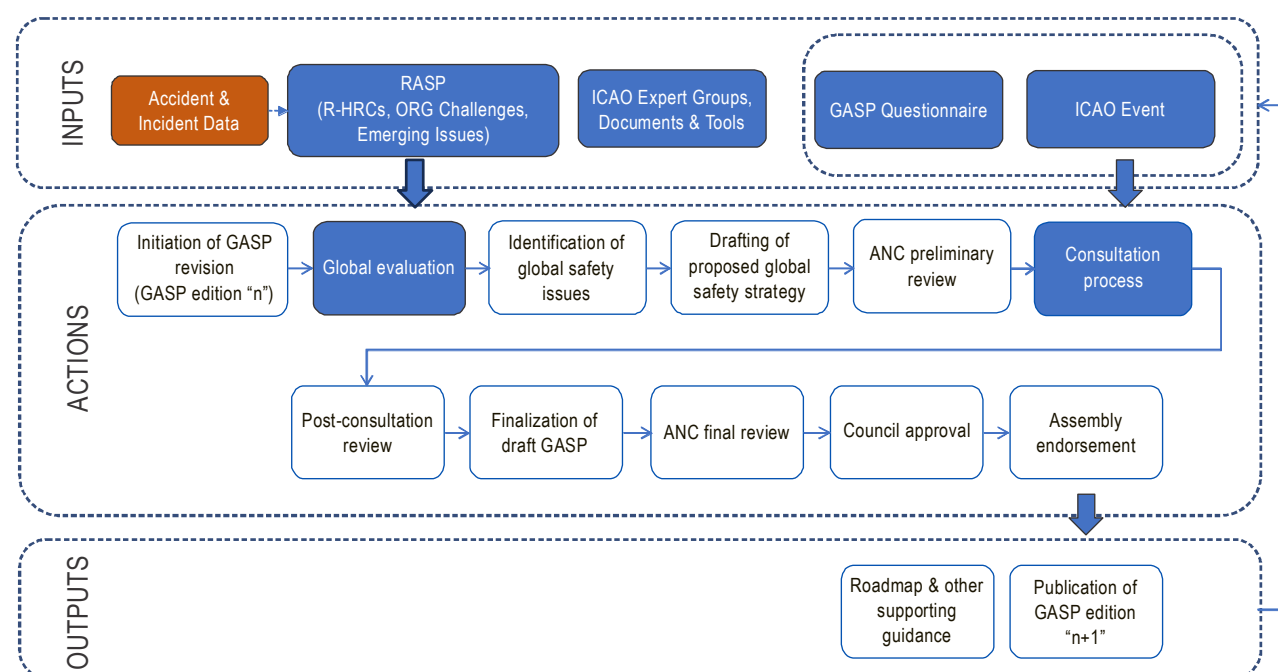 INPUTS
Accident &
Incident Data
RASP
(R-HRCs, ORG Challenges,
Emerging Issues)
ICAO Expert Groups,
Documents & Tools
GASP Questionnaire
ICAO Event
ACTIONS
Initiation of GASP
revision
(GASP edition “n”)
Global evaluation
Identification of
global safety
issues
Drafting of
proposed global
safety strategy
ANC preliminary
review
Consultation
process
Post-consultation
review
Finalization of
draft GASP
ANC final review
Council approval
Assembly
endorsement
OUTPUTS
Roadmap & other
supporting
guidance
Publication of
GASP edition
“n+1”